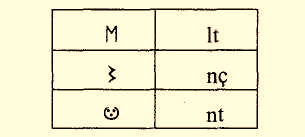 𐰡 lt
𐰨 nç
𐰦 nt